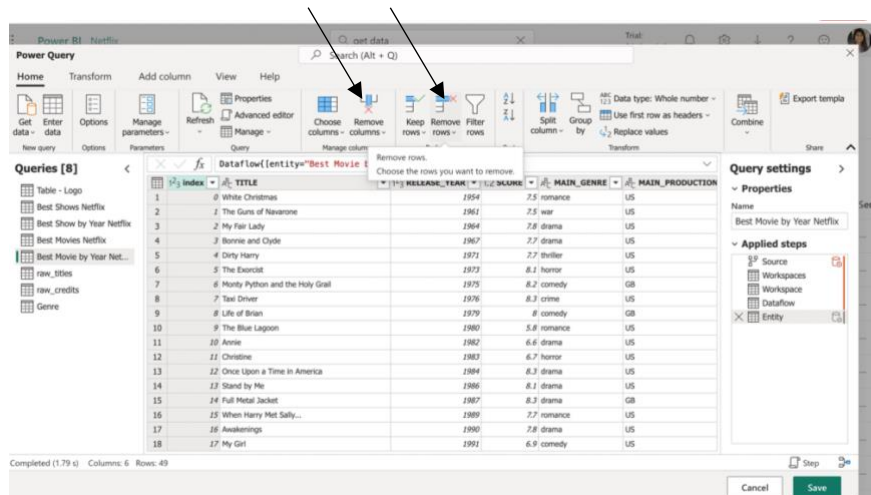 Power BI Netflix
get data
Trial:
Power Query
Search (Alt + Q)
Home Transform Add column View Help
Get data Enter data
Options
Manage parameters
Refresh
Properties
Advanced editor
Manage
Choose columns Remove columns
Keep rows Remove rows Filter rows
Split column Group by
Data type: Whole number
Use first row as headers
Replace values
Combine
Export templa
New query Options Parameters Query Manage colum Transform Share
Remove rows.
Choose the rows you want to remove.
Queries [8]
Table - Logo
Best Shows Netflix
Best Show by Year Netflix
Best Movies Netflix
Best Movie by Year Net...
raw_titles
raw_credits
Genre
fx Dataflow{[entity="Best Movie
index TITLE RELEASE_YEAR SCORE MAIN_GENRE MAIN_PRODUCTION
1 0 White Christmas 1954 7.5 romance US
2 1 The Guns of Navarone 1961 7.5 war US
3 2 My Fair Lady 1964 7.8 drama US
4 3 Bonnie and Clyde 1967 7.7 drama US
5 4 Dirty Harry 1971 7.7 thriller US
6 5 The Exorcist 1973 8.1 horror US
7 6 Monty Python and the Holy Grail 1975 8.2 comedy GB
8 7 Taxi Driver 1976 8.3 crime US
9 8 Life of Brian 1979 8 comedy GB
10 9 The Blue Lagoon 1980 5.8 romance US
11 10 Annie 1982 6.6 drama US
12 11 Christine 1983 6.7 horror US
13 12 Once Upon a Time in America 1984 8.3 drama US
14 13 Stand by Me 1986 8.1 drama US
15 14 Full Metal Jacket 1987 8.3 drama GB
16 15 When Harry Met Sally... 1989 7.7 romance US
17 16 Awakenings 1990 7.8 drama US
18 17 My Girl 1991 6.9 comedy US
Query settings
Properties
Name
Best Movie by Year Netflix
Applied steps
Source
Workspaces
Workspace
Dataflow
Entity
Completed (1.79 s) Columns: 6 Rows: 49
Step
Cancel Save